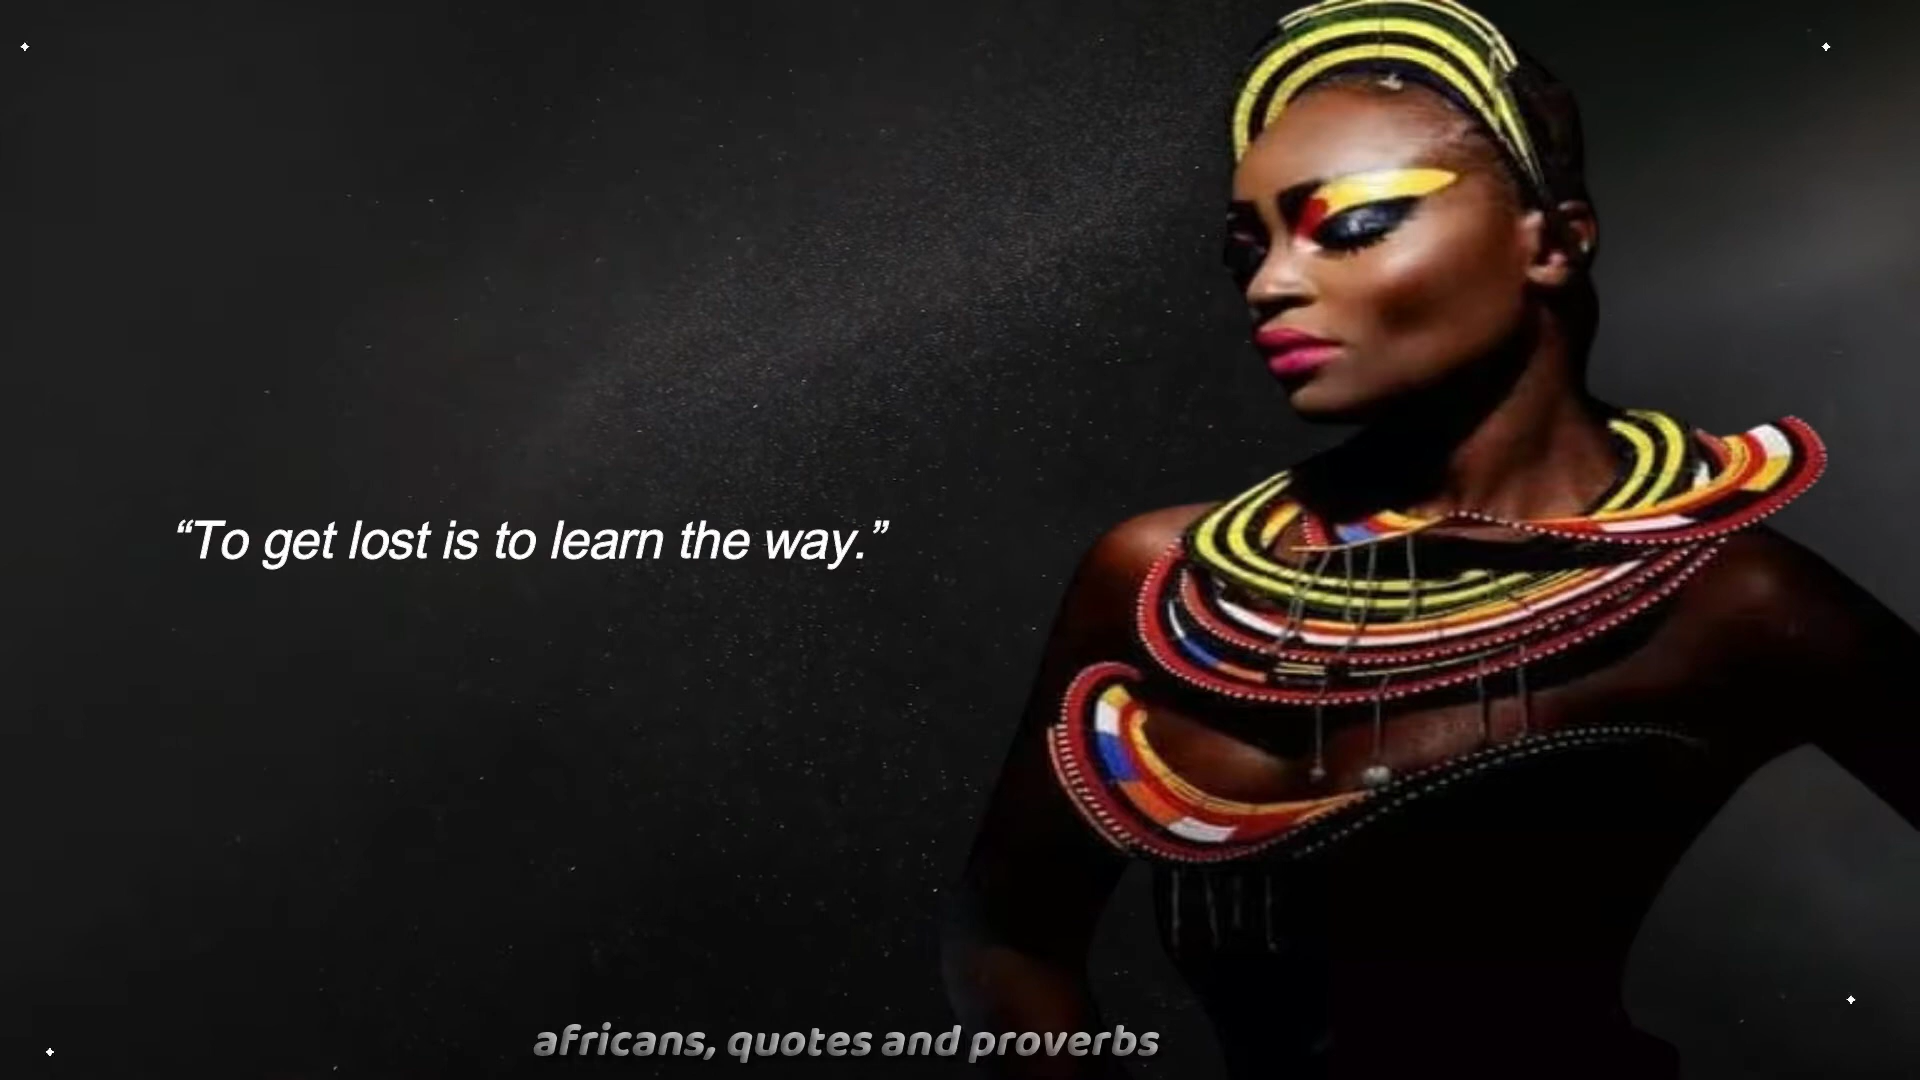 “To get lost is to learn the way.”
africans, quotes and proverbs